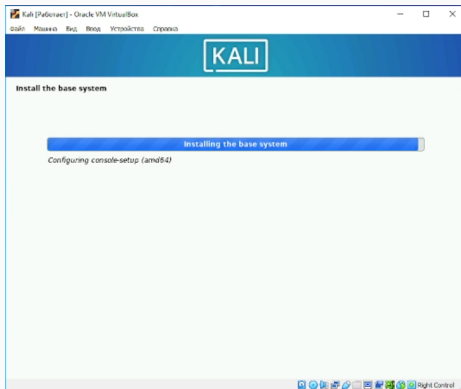 Kali [Работает] - Oracle VM VirtualBox
Файл Машина Вид Ввод Устройства Справка
KALI
Install the base system
Installing the base system
Configuring console-setup (amd64)
Right Control